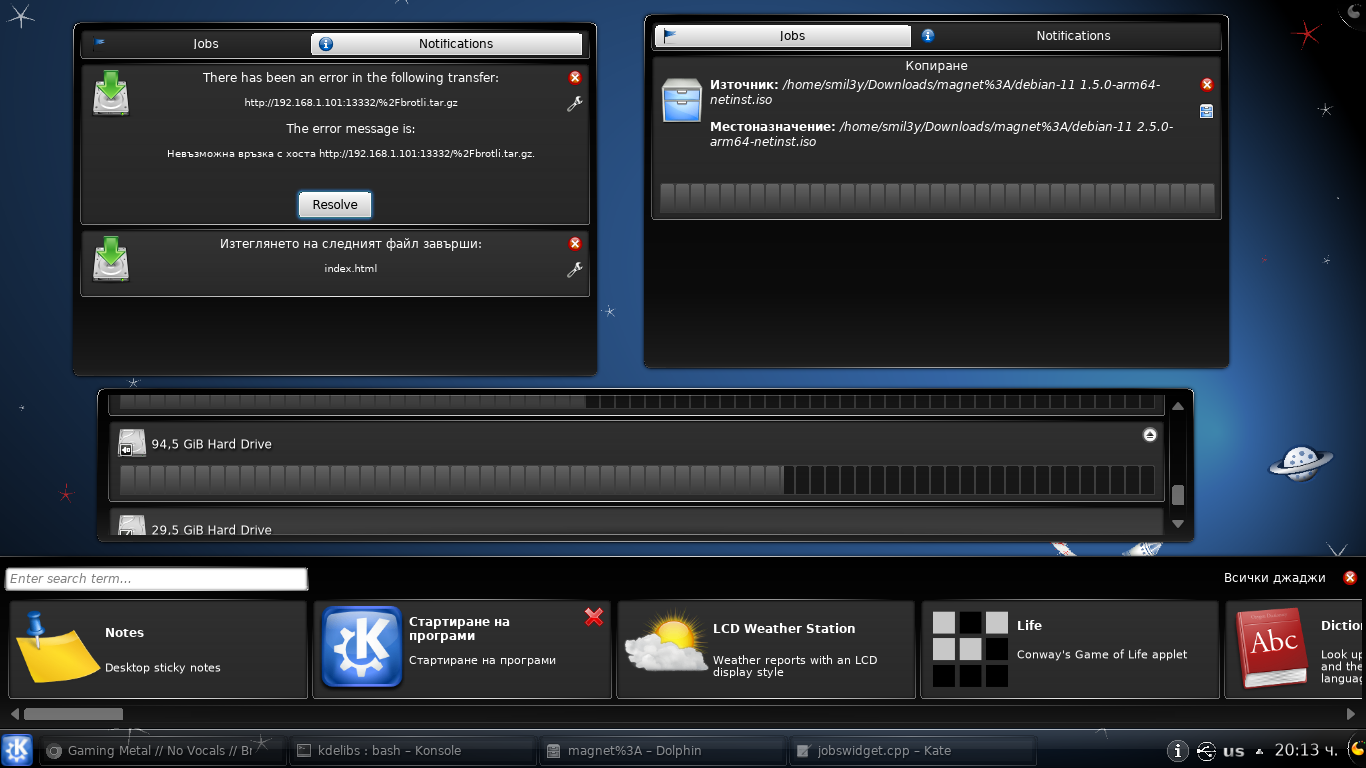 Jobs
Notifications
There has been an error in the following transfer:
http://192.168.1.101:13332/%2Fbrotli.tar.gz
The error message is:
Невъзможна връзка с хоста http://192.168.1.101:13332/%2Fbrotli.tar.gz.
Resolve
Изтеглянето на следният файл завърши:
index.html
Jobs
Notifications
Копиране
Източник: /home/smil3y/Downloads/magnet%3A/debian-11 1.5.0-arm64-
netinst.iso
Местоназначение: /home/smil3y/Downloads/magnet%3A/debian-11 2.5.0-
arm64-netinst.iso
94,5 GiB Hard Drive
29,5 GiB Hard Drive
Enter search term...
Всички джаджи
Notes
Desktop sticky notes
Стартиране на
програми
Стартиране на програми
LCD Weather Station
Weather reports with an LCD
display style
Life
Conway's Game of Life applet
Abc
Dictio
Look up
and the
languag
Gaming Metal // No Vocals // Br
kdelibs : bash – Konsole
magnet%3A – Dolphin
jobswidget.cpp – Kate
us
20:13 ч.